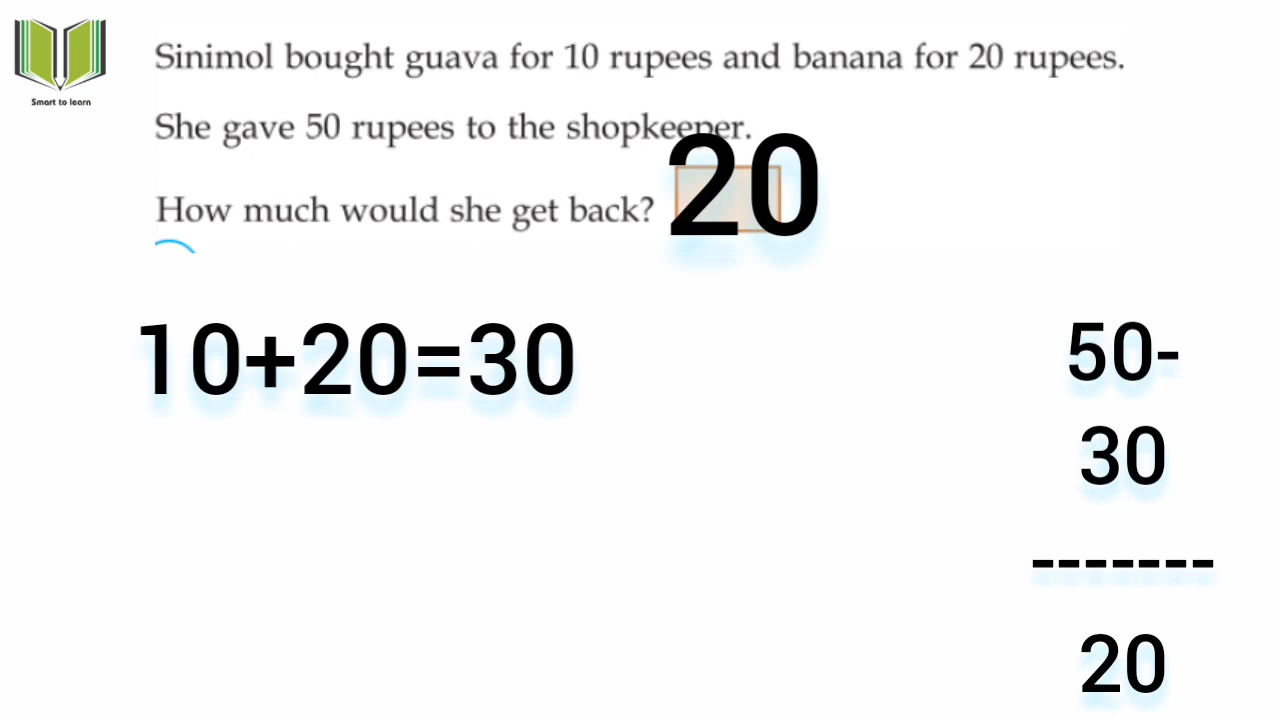 Smart to learn
Sinimol bought guava for 10 rupees and banana for 20 rupees.
She gave 50 rupees to the shopkeeper.
How much would she get back? 20
10+20=30
50-
30
-------
20